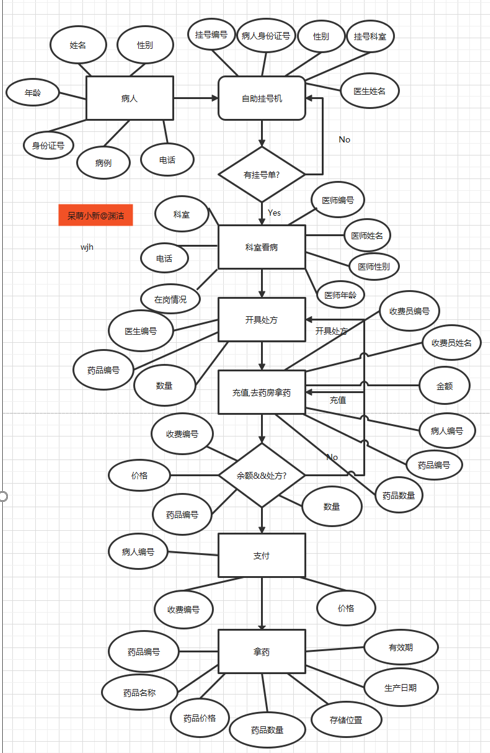 姓名
性别
挂号编号
病人身份证号
性别
挂号科室
年龄
病人
自助挂号机
医生姓名
身份证号
病例
电话
No
有挂号单?
Yes
呆萌小新@渊洁
wjh
科室
医师编号
科室看病
医师姓名
电话
医师性别
在岗情况
医师年龄
开具处方
收费员编号
医生编号
开具处方
收费员姓名
药品编号
数量
充值,去药房拿药
金额
充值
收费编号
病人编号
No
药品编号
价格
余额&&处方?
药品编号
数量
药品数量
病人编号
支付
收费编号
价格
药品编号
拿药
有效期
药品名称
生产日期
药品价格
药品数量
存储位置